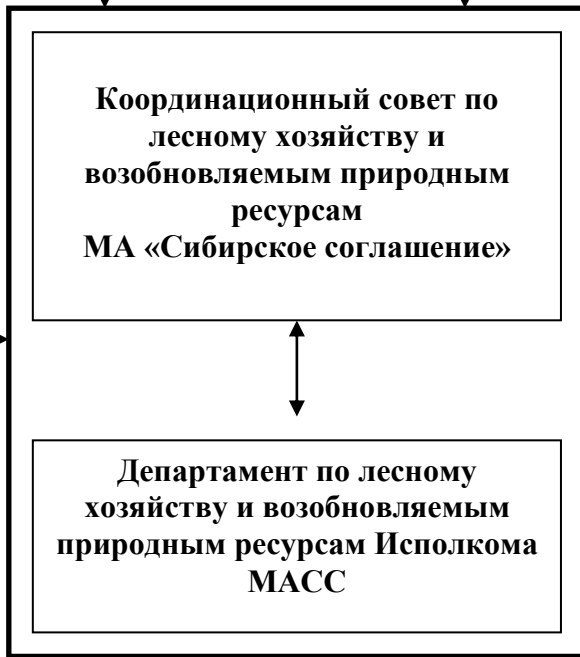 Координационный совет по
лесному хозяйству и
возобновляемым природным
ресурсам
МА «Сибирское соглашение»
Департамент по лесному
хозяйству и возобновляемым
природным ресурсам Исполкома
МАСС